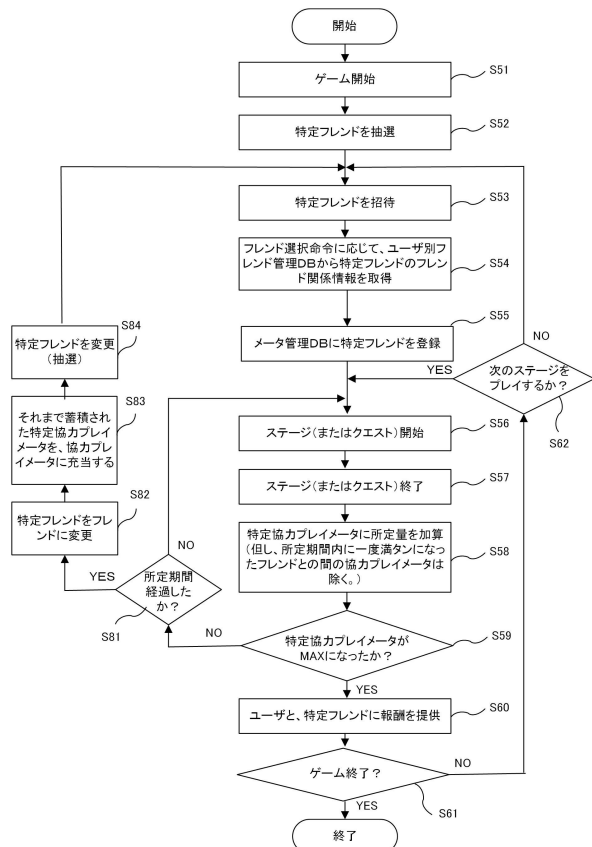 開始
ゲーム開始
S51
特定フレンドを抽選
S52
特定フレンドを招待
S53
フレンド選択命令に応じて、ユーザ別フ
レンド管理DBから特定フレンドのフレン
ド関係情報を取得
S54
メータ管理DBに特定フレンドを登録
S55
S84
特定フレンドを変更
(抽選)
S83
それまで蓄積され
た特定協力プレイメ
ータを、協力プレ
イメータに充当する
S82
特定フレンドをフレ
ンドに変更
NO
YES
次のステージを
プレイするか?
S62
ステージ(またはクエスト)開始
S56
ステージ(またはクエスト)終了
S57
特定協力プレイメータに所定量を加算
(但し、所定期間内に一度満タンになっ
たフレンドとの間の協力プレイメータは
除く。)
S58
NO
YES
所定期間
経過した
か?
S81
NO
特定協力プレイメータが
MAXになったか?
S59
YES
ユーザと、特定フレンドに報酬を提供
S60
ゲーム終了?
NO
S61
YES
終了